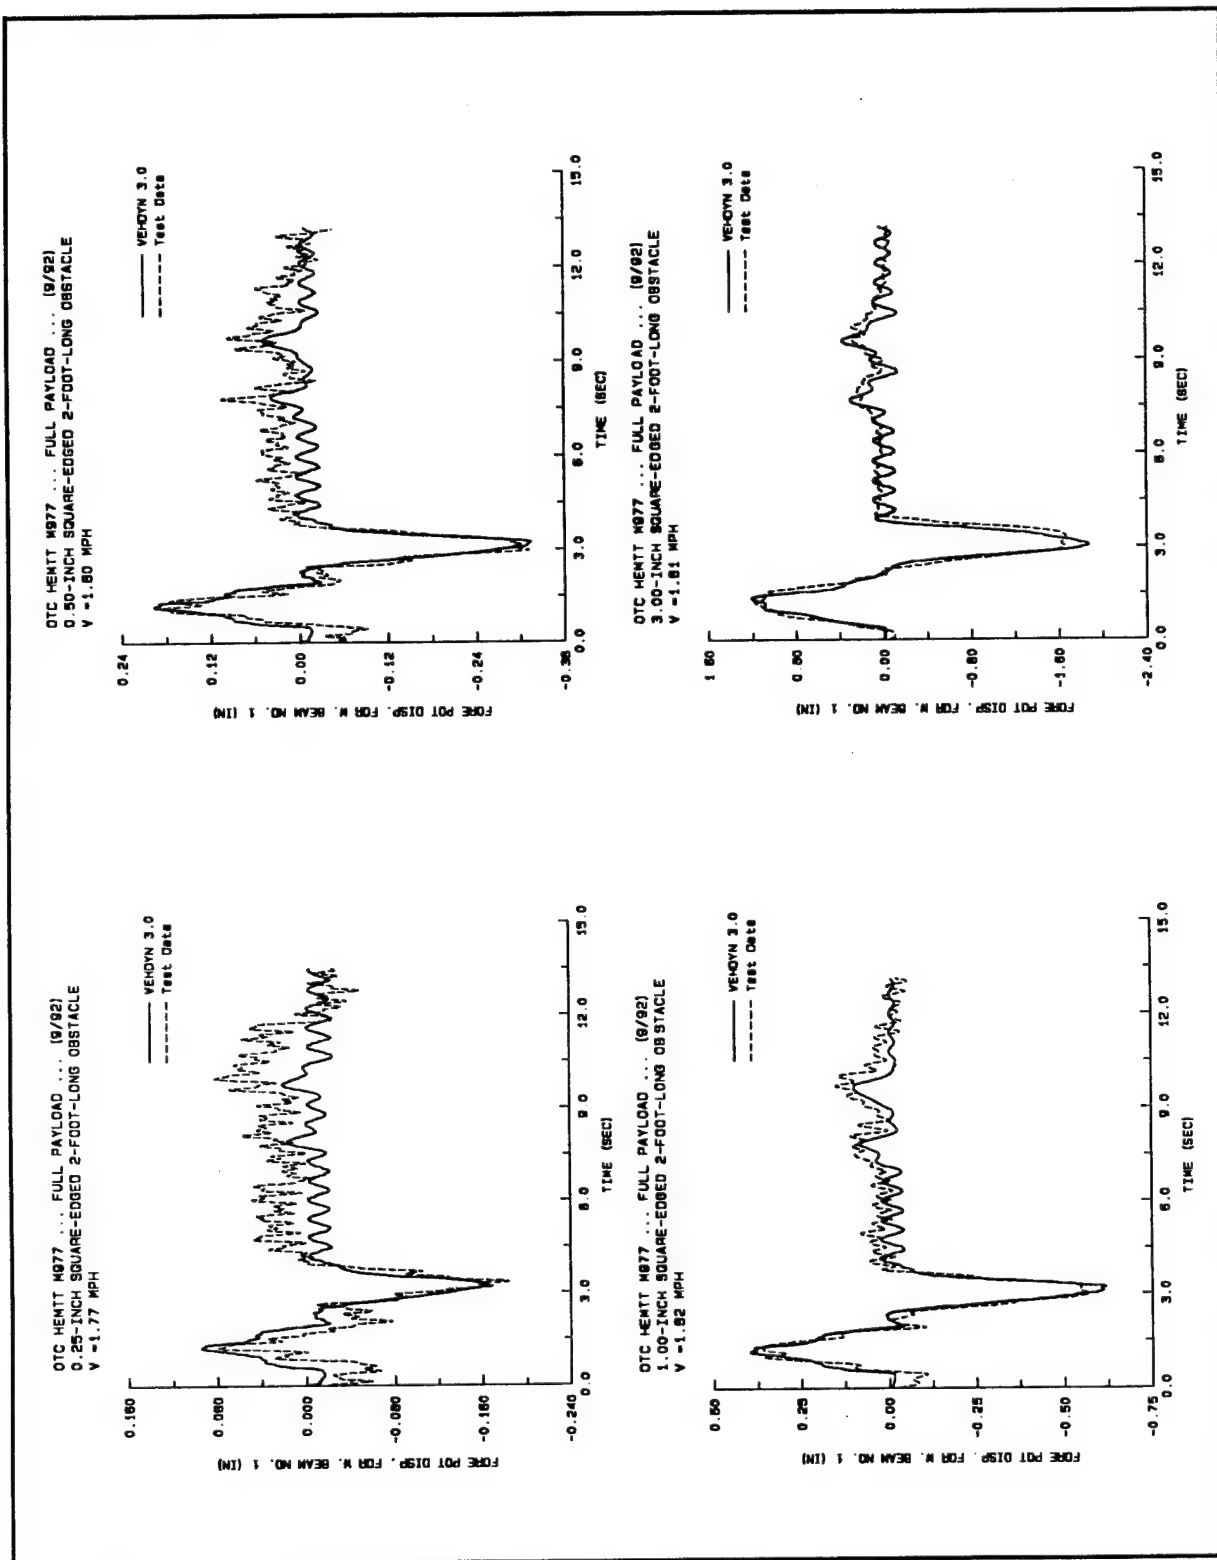 OTC HEMTT M977 ... FULL PAYLOAD ... (9/92)
0.25-INCH SQUARE-EDGED 2-FOOT-LONG OBSTACLE
V =1.77 MPH
VEHDYN 3.0
Test Data
0.160
0.080
0.000
-0.080
-0.160
-0.240
FORE POT DISP. FOR W. BEAM NO. 1 (IN)
0.0 3.0 6.0 9.0 12.0 15.0
TIME (SEC)
OTC HEMTT M977 ... FULL PAYLOAD ... (9/92)
0.50-INCH SQUARE-EDGED 2-FOOT-LONG OBSTACLE
V =1.80 MPH
VEHDYN 3.0
Test Data
0.24
0.12
0.00
-0.12
-0.24
-0.36
FORE POT DISP. FOR W. BEAM NO. 1 (IN)
0.0 3.0 6.0 9.0 12.0 15.0
TIME (SEC)
OTC HEMTT M977 ... FULL PAYLOAD ... (9/92)
1.00-INCH SQUARE-EDGED 2-FOOT-LONG OBSTACLE
V =1.82 MPH
VEHDYN 3.0
Test Data
0.50
0.25
0.00
-0.25
-0.50
-0.75
FORE POT DISP. FOR W. BEAM NO. 1 (IN)
0.0 3.0 6.0 9.0 12.0 15.0
TIME (SEC)
OTC HEMTT M977 ... FULL PAYLOAD ... (9/92)
3.00-INCH SQUARE-EDGED 2-FOOT-LONG OBSTACLE
V =1.81 MPH
VEHDYN 3.0
Test Data
1.60
0.80
0.00
-0.80
-1.60
-2.40
FORE POT DISP. FOR W. BEAM NO. 1 (IN)
0.0 3.0 6.0 9.0 12.0 15.0
TIME (SEC)